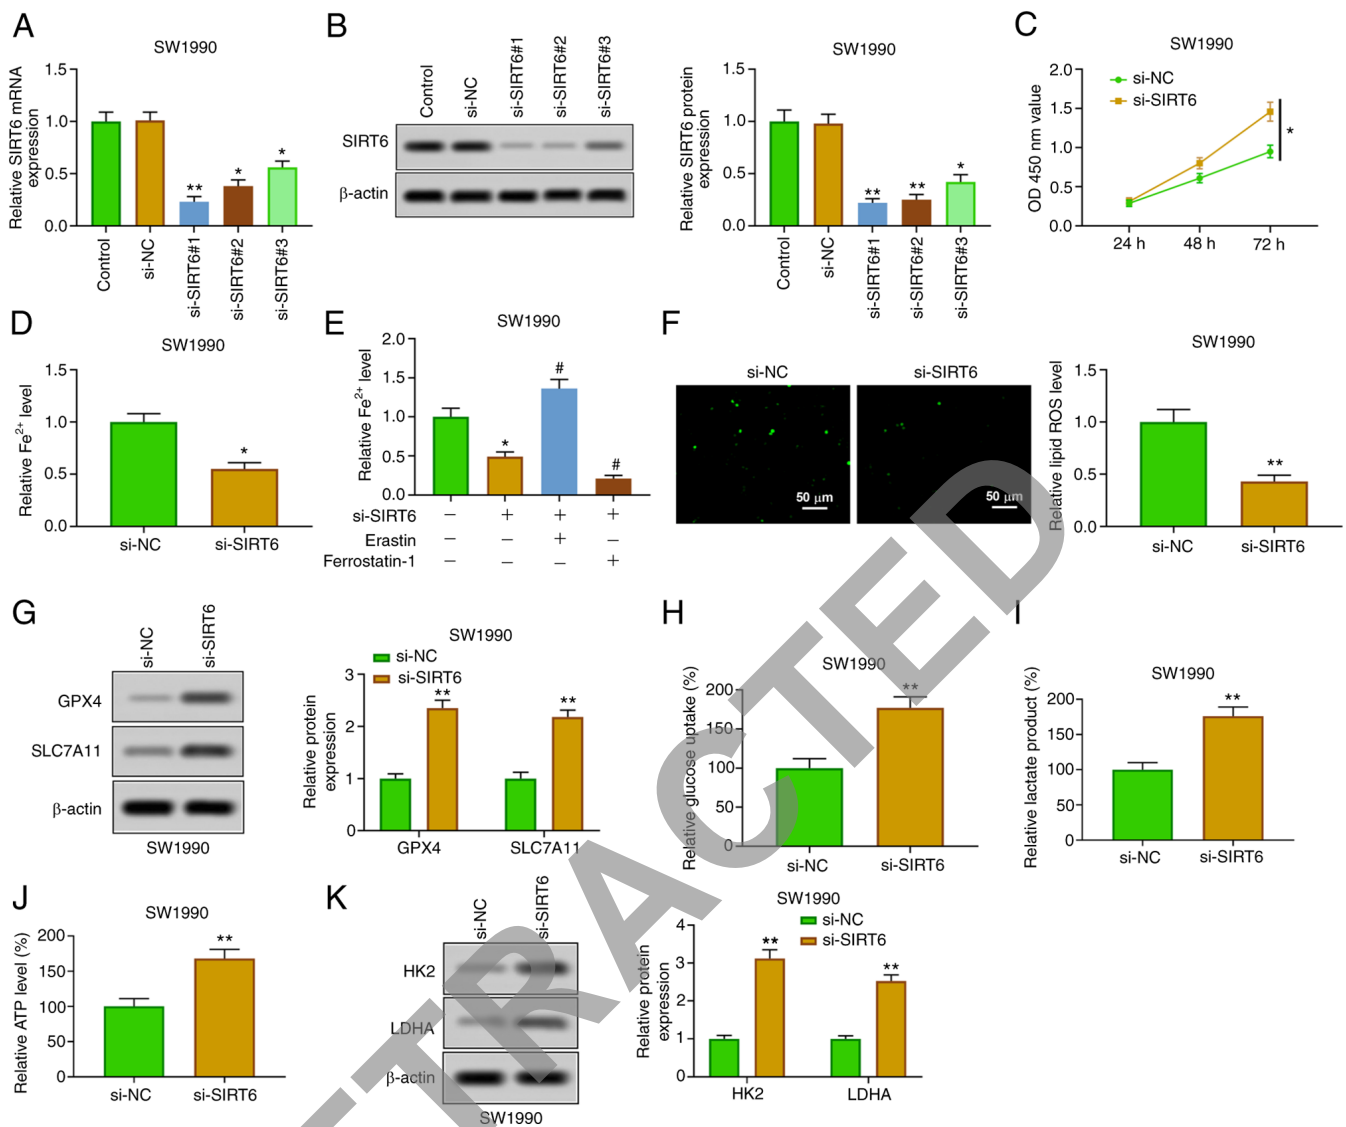 A
SW1990
Relative SIRT6 mRNA
expression
1.5
1.0
0.5
0.0
**
*
*
Control
si-NC
si-SIRT6#1
si-SIRT6#2
si-SIRT6#3
B
Control
si-NC
si-SIRT6#1
si-SIRT6#2
si-SIRT6#3
SIRT6
β-actin
SW1990
Relative SIRT6 protein
expression
1.5
1.0
0.5
0.0
**
**
*
Control
si-NC
si-SIRT6#1
si-SIRT6#2
si-SIRT6#3
C
SW1990
si-NC
si-SIRT6
OD 450 nm value
2.0
1.5
1.0
0.5
0.0
*
24 h
48 h
72 h
D
SW1990
Relative Fe²⁺ level
1.5
1.0
0.5
0.0
*
si-NC
si-SIRT6
E
SW1990
Relative Fe²⁺ level
2.0
1.5
1.0
0.5
0.0
*
#
#
si-SIRT6 − + + +
Erastin − − + −
Ferrostatin-1 − − − +
F
si-NC
si-SIRT6
50 μm
50 μm
SW1990
Relative lipid ROS level
1.5
1.0
0.5
0.0
**
si-NC
si-SIRT6
G
si-NC
si-SIRT6
GPX4
SLC7A11
β-actin
SW1990
SW1990
si-NC
si-SIRT6
Relative protein
expression
3
2
1
0
**
**
GPX4
SLC7A11
H
SW1990
Relative glucose uptake (%)
200
150
100
50
0
**
si-NC
si-SIRT6
I
SW1990
Relative lactate product (%)
200
150
100
50
0
**
si-NC
si-SIRT6
J
SW1990
Relative ATP level (%)
200
150
100
50
0
**
si-NC
si-SIRT6
K
si-NC
si-SIRT6
HK2
LDHA
β-actin
SW1990
SW1990
si-NC
si-SIRT6
Relative protein
expression
4
3
2
1
0
**
**
HK2
LDHA
TRACTED